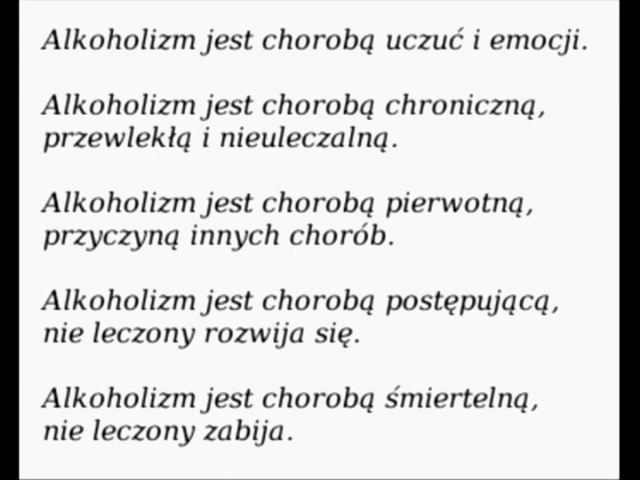 Alkoholizm jest chorobą uczuć i emocji.
Alkoholizm jest chorobą chroniczną,
przewlekłą i nieuleczalną.
Alkoholizm jest chorobą pierwotną,
przyczyną innych chorób.
Alkoholizm jest chorobą postępującą,
nie leczony rozwija się.
Alkoholizm jest chorobą śmiertelną,
nie leczony zabija.